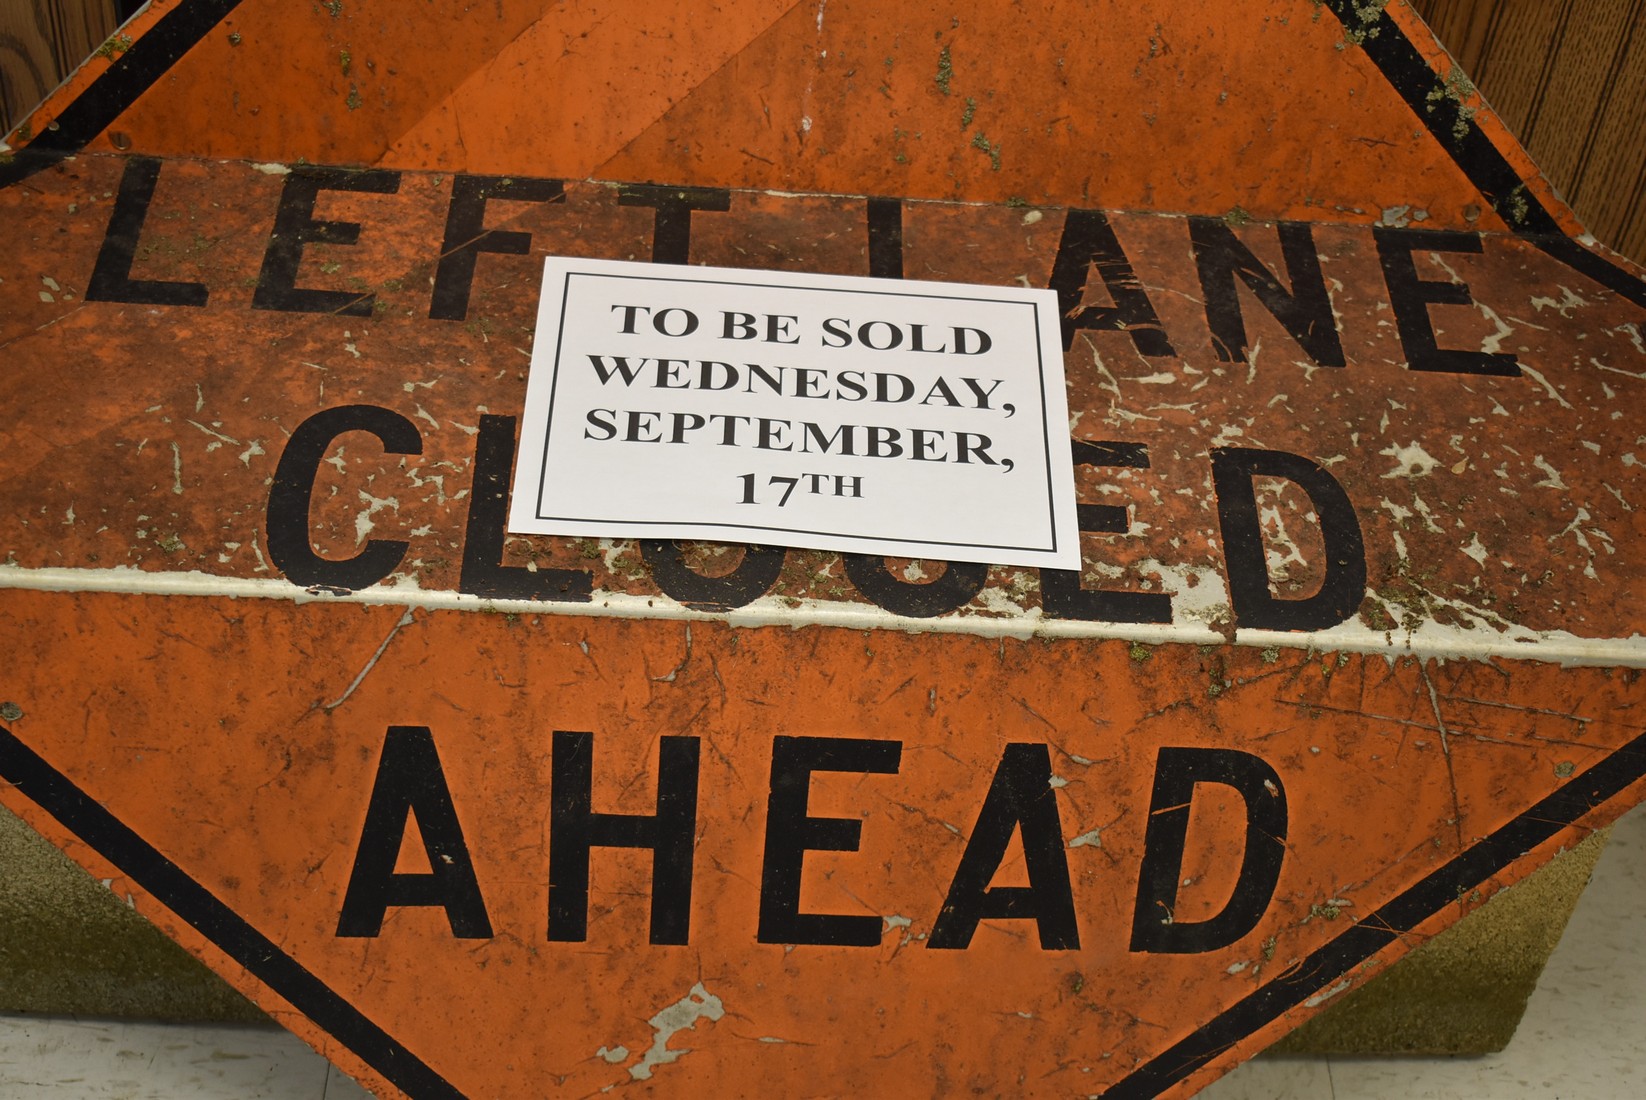 LEFT LANE
CLOSED
AHEAD
TO BE SOLD
WEDNESDAY,
SEPTEMBER,
17TH